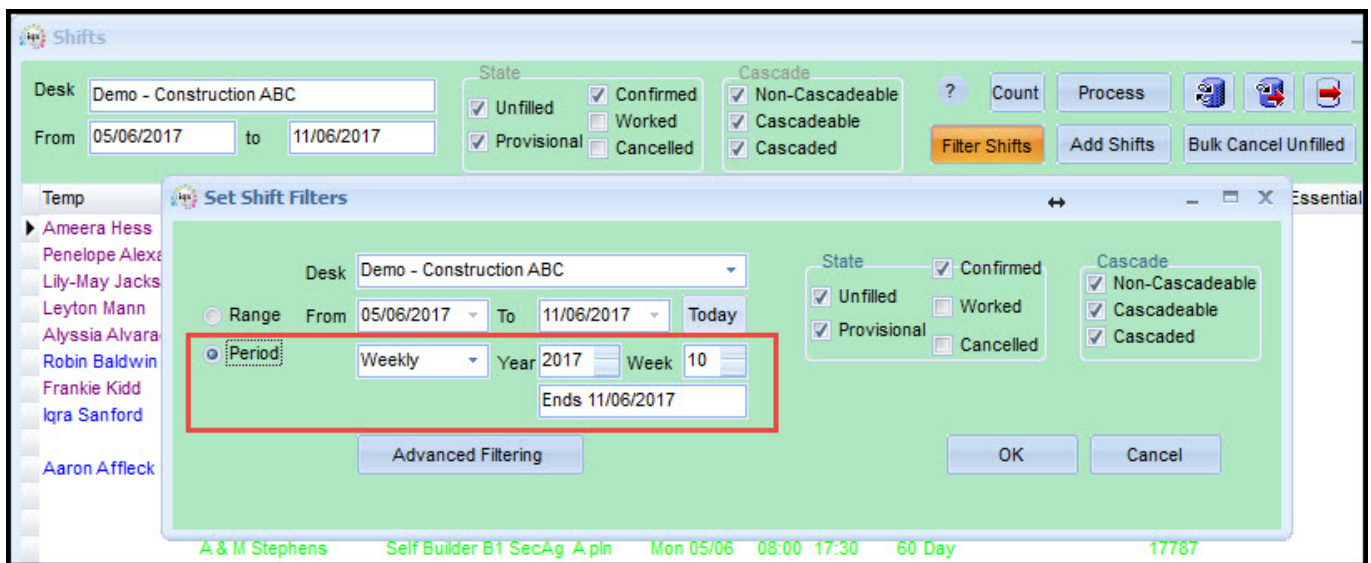 iqx Shifts
Desk Demo - Construction ABC
From 05/06/2017 to 11/06/2017
State
Unfilled
Provisional
Confirmed
Worked
Cancelled
Cascade
Non-Cascadeable
Cascadeable
Cascaded
? Count Process
Filter Shifts Add Shifts Bulk Cancel Unfilled
Temp
Essential
Ameera Hess
Penelope Alexa
Lily-May Jacks
Leyton Mann
Alyssia Alvara
Robin Baldwin
Frankie Kidd
Iqra Sanford
Aaron Affleck
iqx Set Shift Filters
Desk Demo - Construction ABC
Range From 05/06/2017 To 11/06/2017 Today
Period Weekly Year 2017 Week 10
Ends 11/06/2017
State
Unfilled
Provisional
Confirmed
Worked
Cancelled
Cascade
Non-Cascadeable
Cascadeable
Cascaded
Advanced Filtering OK Cancel
A & M Stephens Self Builder B1 SecAg A pln Mon 05/06 08:00 17:30 60 Day 17787